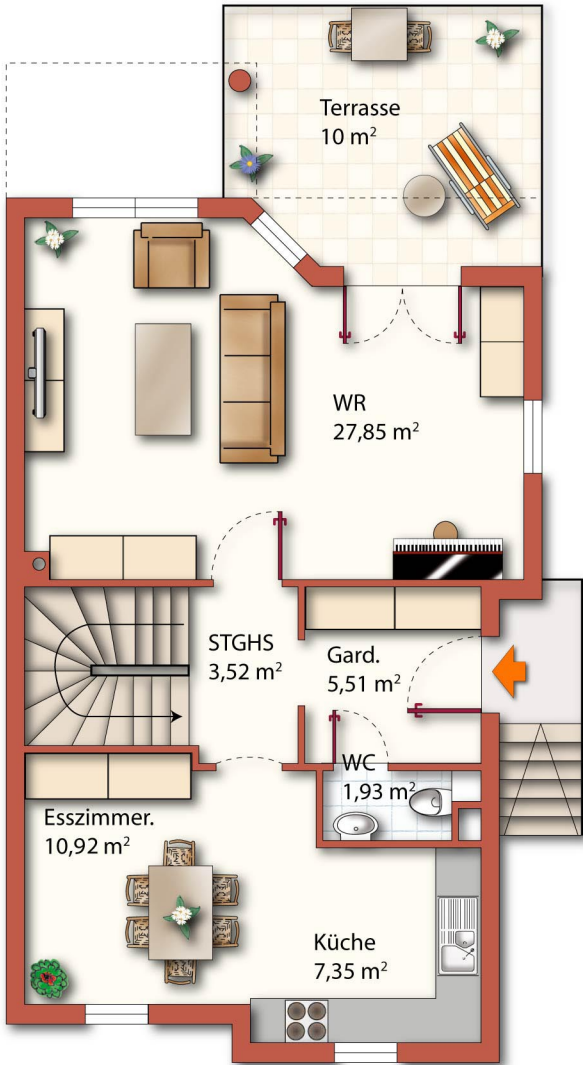 Terrasse
10 m²
WR
27,85 m²
STGHS
3,52 m²
Gard.
5,51 m²
WC
1,93 m²
Esszimmer.
10,92 m²
Küche
7,35 m²